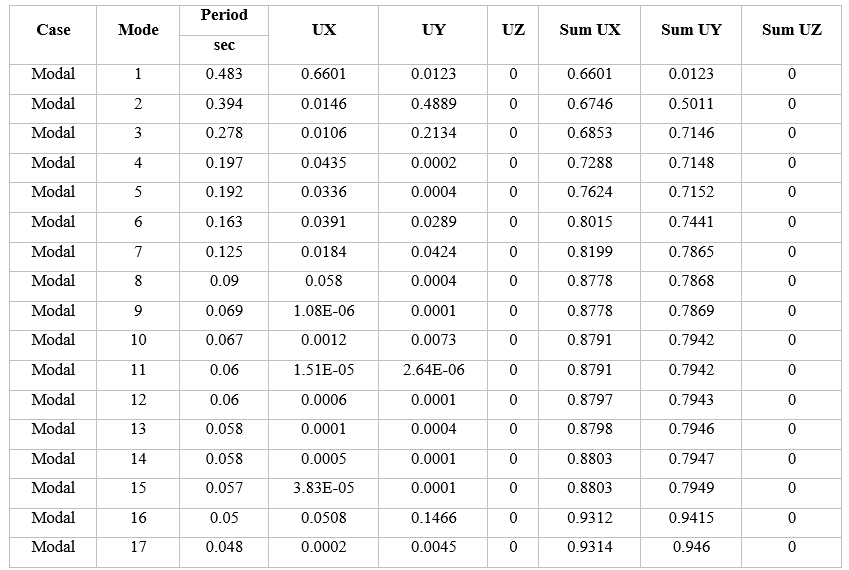 Case Mode Period sec UX UY UZ Sum UX Sum UY Sum UZ
Modal 1 0.483 0.6601 0.0123 0 0.6601 0.0123 0
Modal 2 0.394 0.0146 0.4889 0 0.6746 0.5011 0
Modal 3 0.278 0.0106 0.2134 0 0.6853 0.7146 0
Modal 4 0.197 0.0435 0.0002 0 0.7288 0.7148 0
Modal 5 0.192 0.0336 0.0004 0 0.7624 0.7152 0
Modal 6 0.163 0.0391 0.0289 0 0.8015 0.7441 0
Modal 7 0.125 0.0184 0.0424 0 0.8199 0.7865 0
Modal 8 0.09 0.058 0.0004 0 0.8778 0.7868 0
Modal 9 0.069 1.08E-06 0.0001 0 0.8778 0.7869 0
Modal 10 0.067 0.0012 0.0073 0 0.8791 0.7942 0
Modal 11 0.06 1.51E-05 2.64E-06 0 0.8791 0.7942 0
Modal 12 0.06 0.0006 0.0001 0 0.8797 0.7943 0
Modal 13 0.058 0.0001 0.0004 0 0.8798 0.7946 0
Modal 14 0.058 0.0005 0.0001 0 0.8803 0.7947 0
Modal 15 0.057 3.83E-05 0.0001 0 0.8803 0.7949 0
Modal 16 0.05 0.0508 0.1466 0 0.9312 0.9415 0
Modal 17 0.048 0.0002 0.0045 0 0.9314 0.946 0